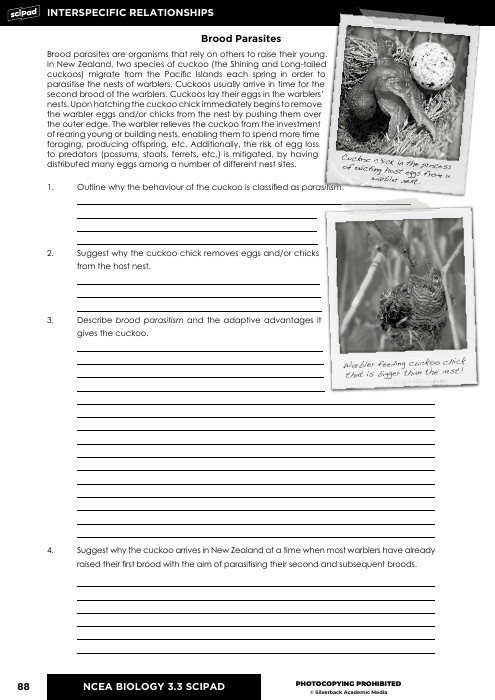 scipad INTERSPECIFIC RELATIONSHIPS
Brood Parasites
Brood parasites are organisms that rely on others to raise their young.
In New Zealand, two species of cuckoo (the Shining and Long-tailed
cuckoos) migrate from the Pacific Islands each spring in order to
parasitise the nests of warblers. Cuckoos usually arrive in time for the
second brood of the warblers. Cuckoos lay their eggs in the warblers'
nests. Upon hatching the cuckoo chick immediately begins to remove
the warbler eggs and/or chicks from the nest by pushing them over
the outer edge. The warbler relieves the cuckoo from the investment
of rearing young or building nests, enabling them to spend more time
foraging, producing offspring, etc. Additionally, the risk of egg loss
to predators (possums, stoats, ferrets, etc.) is mitigated, by having
distributed many eggs among a number of different nest sites.
Cuckoo chick in the process
of evicting host eggs from a
warbler nest.
1. Outline why the behaviour of the cuckoo is classified as parasitism.
2. Suggest why the cuckoo chick removes eggs and/or chicks
from the host nest.
3. Describe brood parasitism and the adaptive advantages it
gives the cuckoo.
Warbler feeding cuckoo chick
that is bigger than the nest!
4. Suggest why the cuckoo arrives in New Zealand at a time when most warblers have already
raised their first brood with the aim of parasitising their second and subsequent broods.
88 NCEA BIOLOGY 3.3 SCIPAD
PHOTOCOPYING PROHIBITED
© Silverback Academic Media